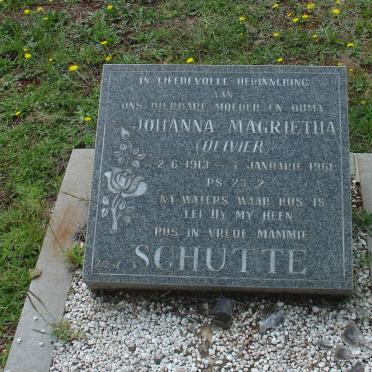 IN LIEFDEVOLLE HERINNERING
AAN
ONS DIERBARE MOEDER EN OUMA
JOHANNA MAGRIETHA
(OLIVIER)
2.6.1913 JANUARIE 1961
PS 23.2
NA WATERS WAAR RUS IS
LEI HY MY HEEN
RUS IN VREDE MAMMIE
SCHUTTE